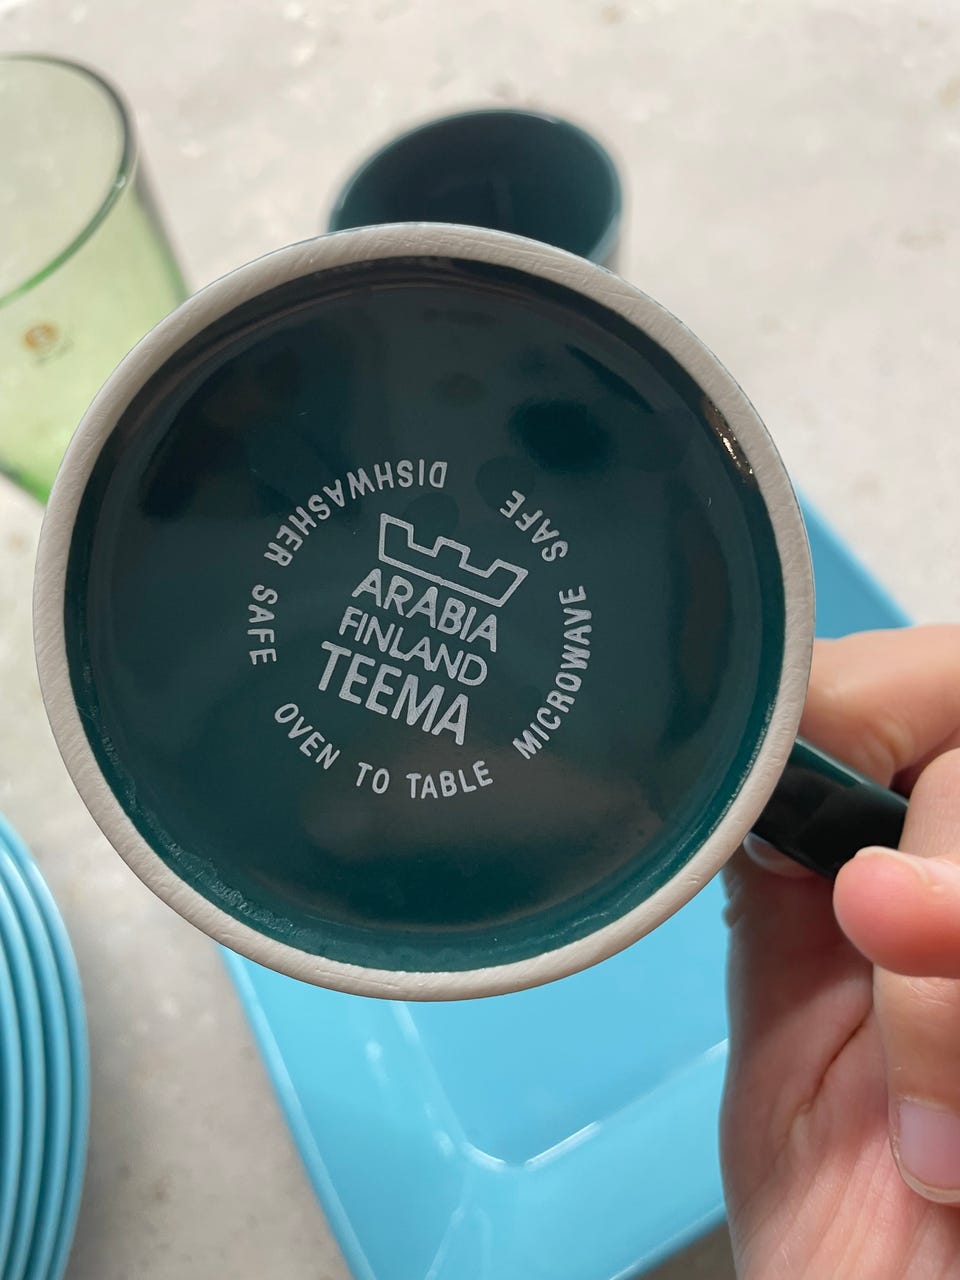 ARABIA
FINLAND
TEEMA
DISHWASHER SAFE
OVEN TO TABLE
MICROWAVE SAFE